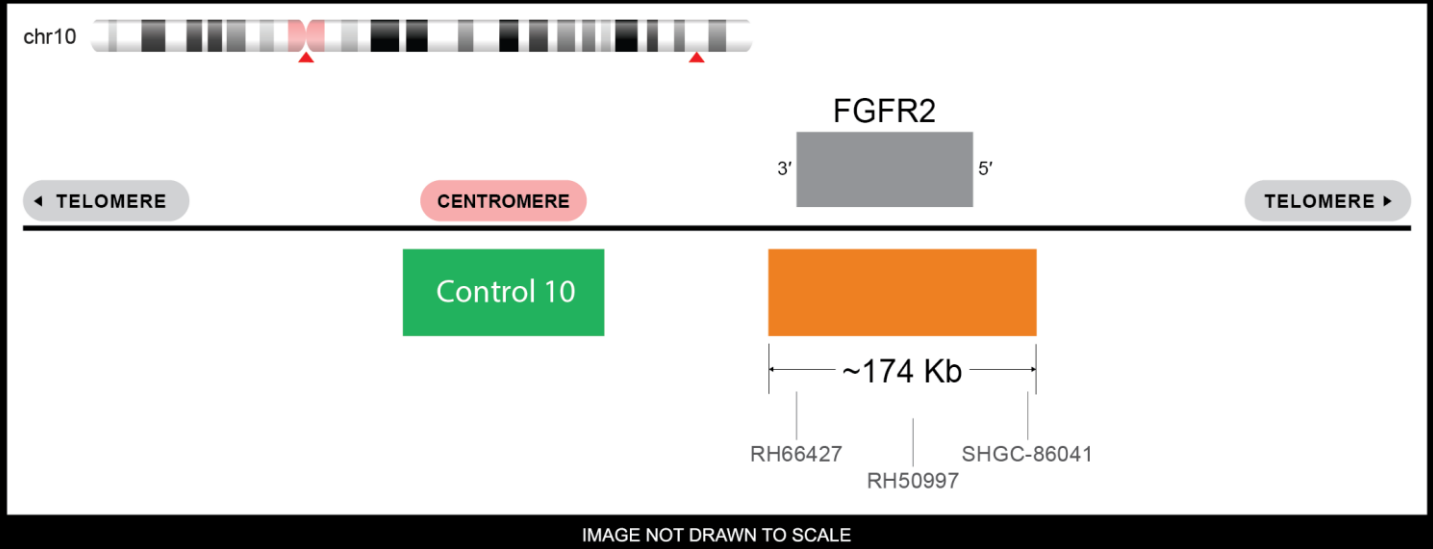 chr10
FGFR2
3′
5′
◂ TELOMERE
CENTROMERE
TELOMERE ▸
Control 10
~174 Kb
RH66427
SHGC-86041
RH50997
IMAGE NOT DRAWN TO SCALE